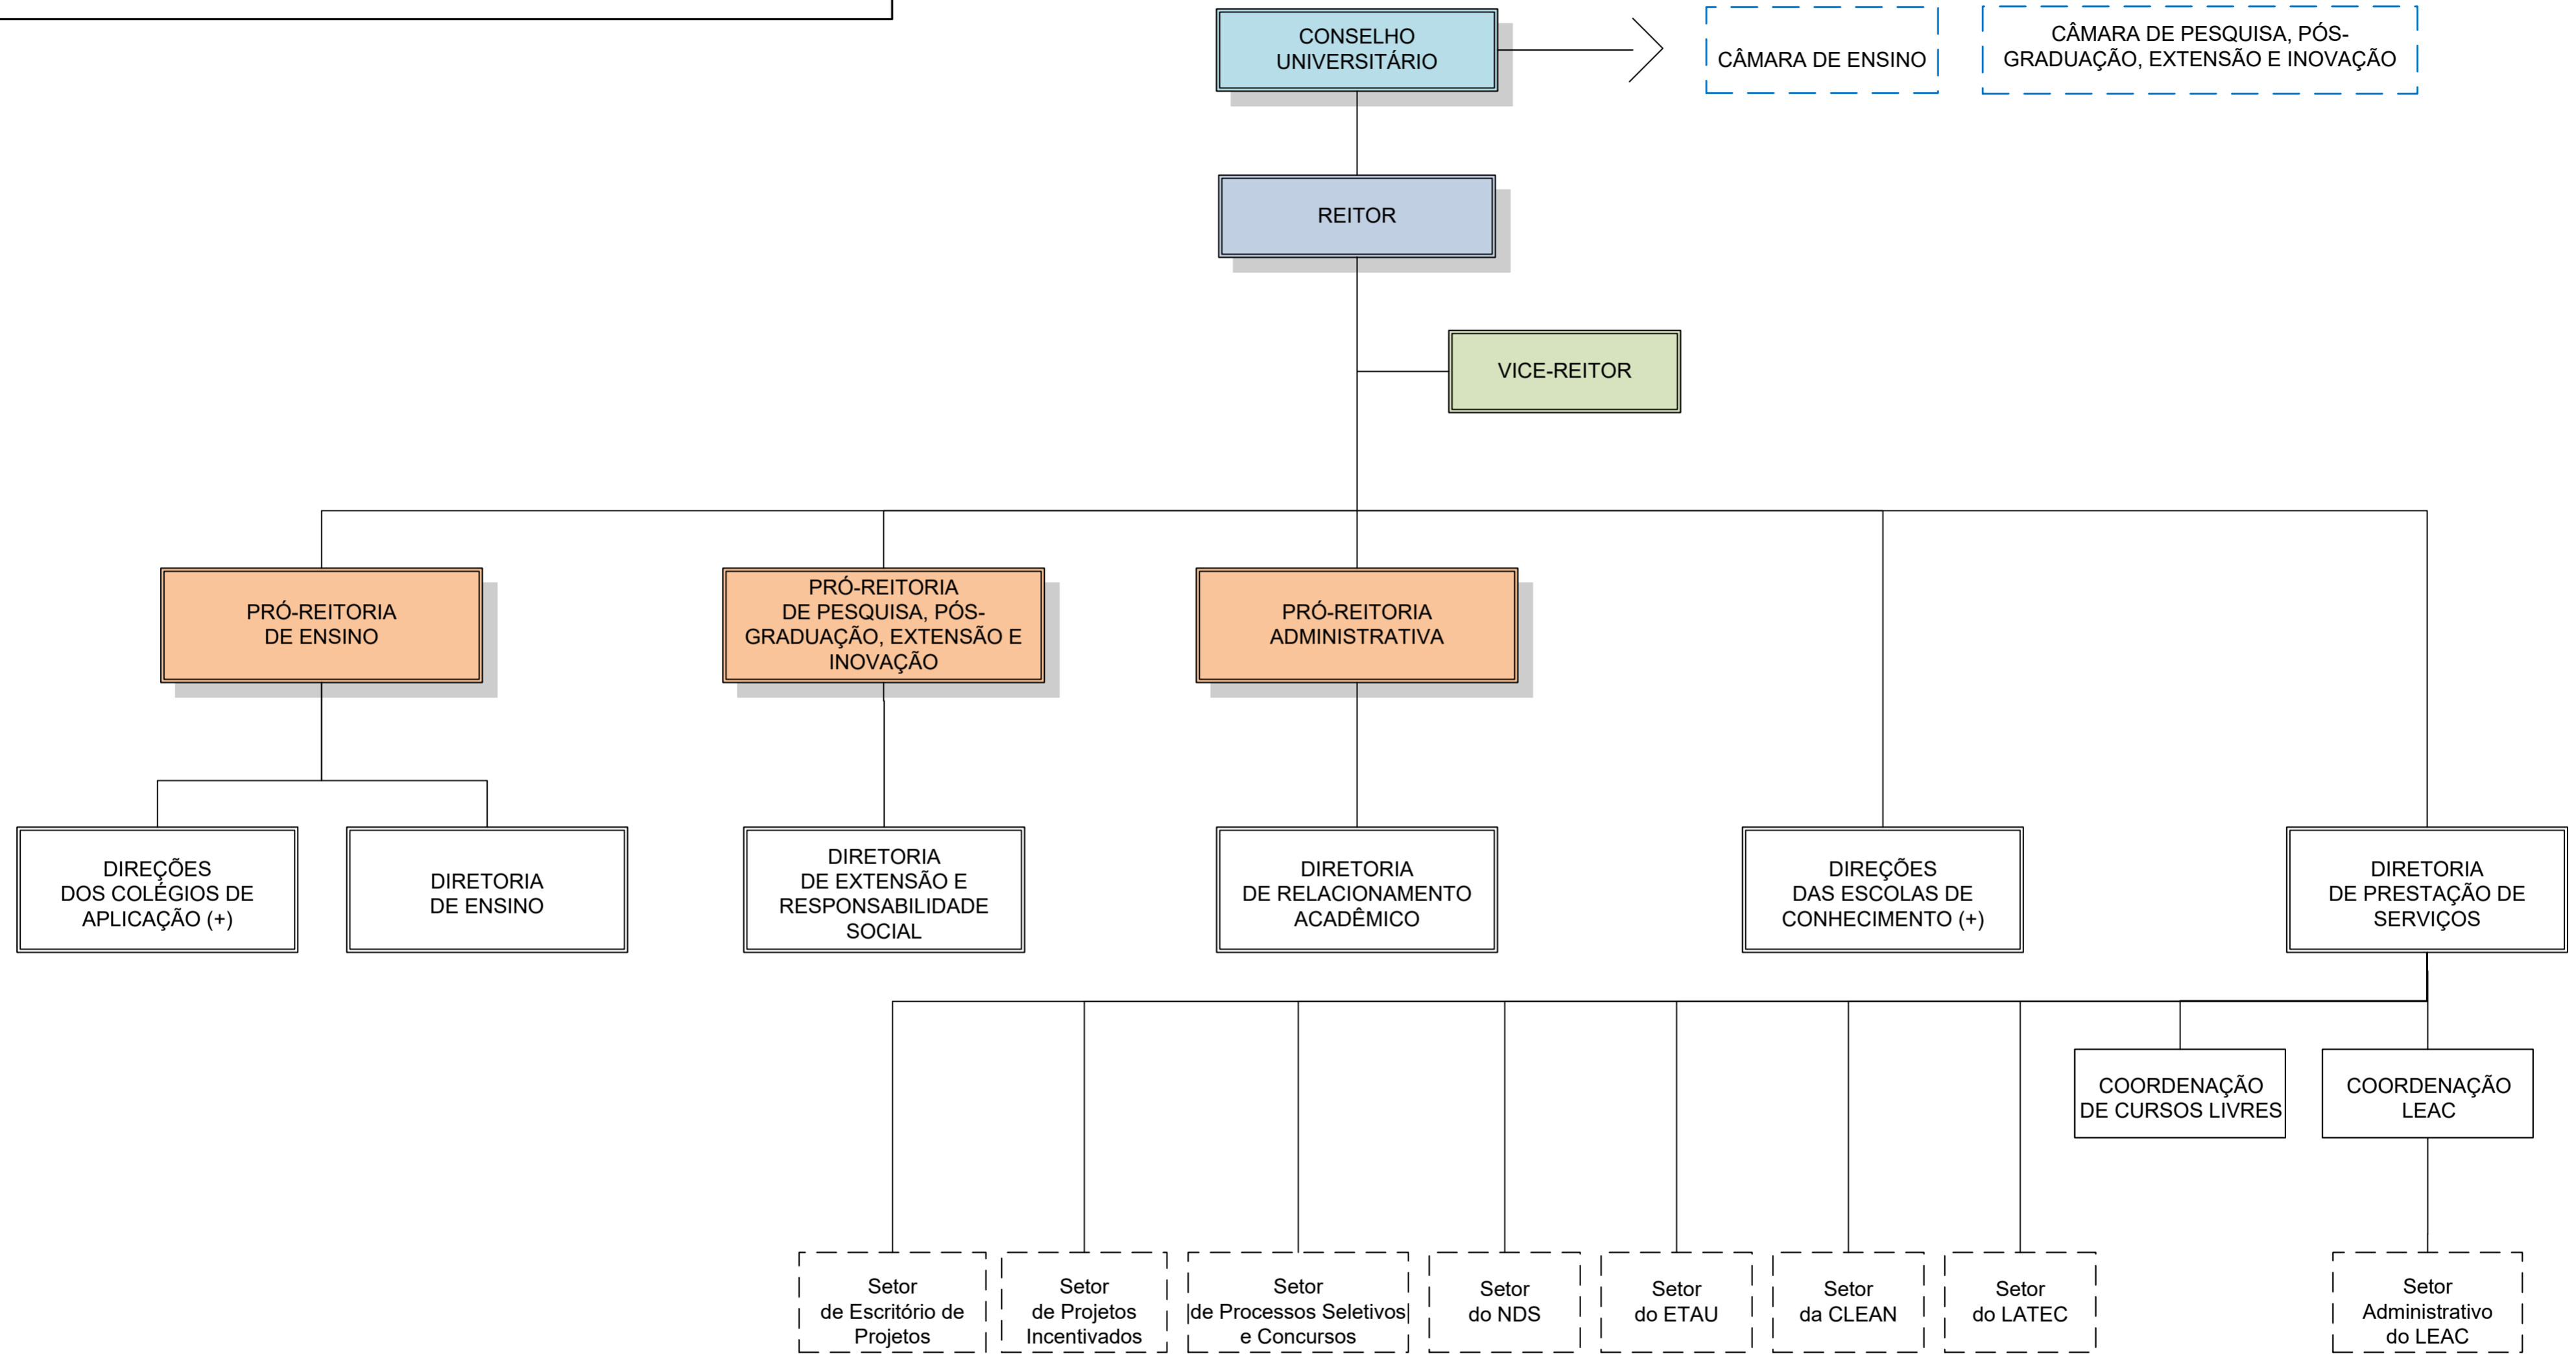 CONSELHO
UNIVERSITÁRIO
CÂMARA DE ENSINO
CÂMARA DE PESQUISA, PÓS-
GRADUAÇÃO, EXTENSÃO E INOVAÇÃO
REITOR
VICE-REITOR
PRÓ-REITORIA
DE ENSINO
PRÓ-REITORIA
DE PESQUISA, PÓS-
GRADUAÇÃO, EXTENSÃO E
INOVAÇÃO
PRÓ-REITORIA
ADMINISTRATIVA
DIREÇÕES
DOS COLÉGIOS DE
APLICAÇÃO (+)
DIRETORIA
DE ENSINO
DIRETORIA
DE EXTENSÃO E
RESPONSABILIDADE
SOCIAL
DIRETORIA
DE RELACIONAMENTO
ACADÊMICO
DIREÇÕES
DAS ESCOLAS DE
CONHECIMENTO (+)
DIRETORIA
DE PRESTAÇÃO DE
SERVIÇOS
COORDENAÇÃO
DE CURSOS LIVRES
COORDENAÇÃO
LEAC
Setor
de Escritório de
Projetos
Setor
de Projetos
Incentivados
Setor
de Processos Seletivos
e Concursos
Setor
do NDS
Setor
do ETAU
Setor
da CLEAN
Setor
do LATEC
Setor
Administrativo
do LEAC